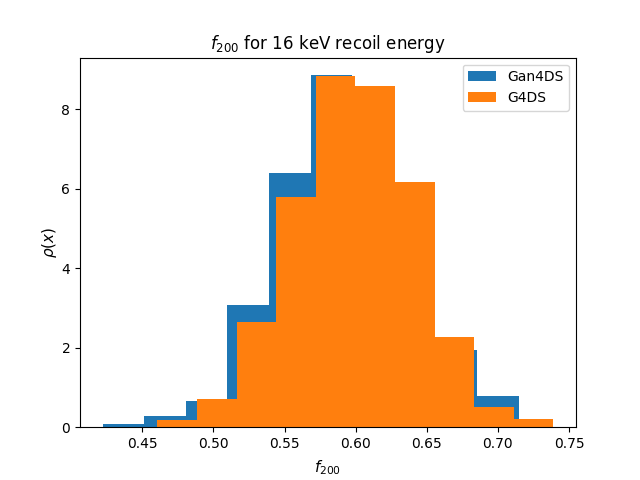 f₂₀₀ for 16 keV recoil energy
Gan4DS
G4DS
ρ(x)
8
6
4
2
0
0.45 0.50 0.55 0.60 0.65 0.70 0.75
f₂₀₀